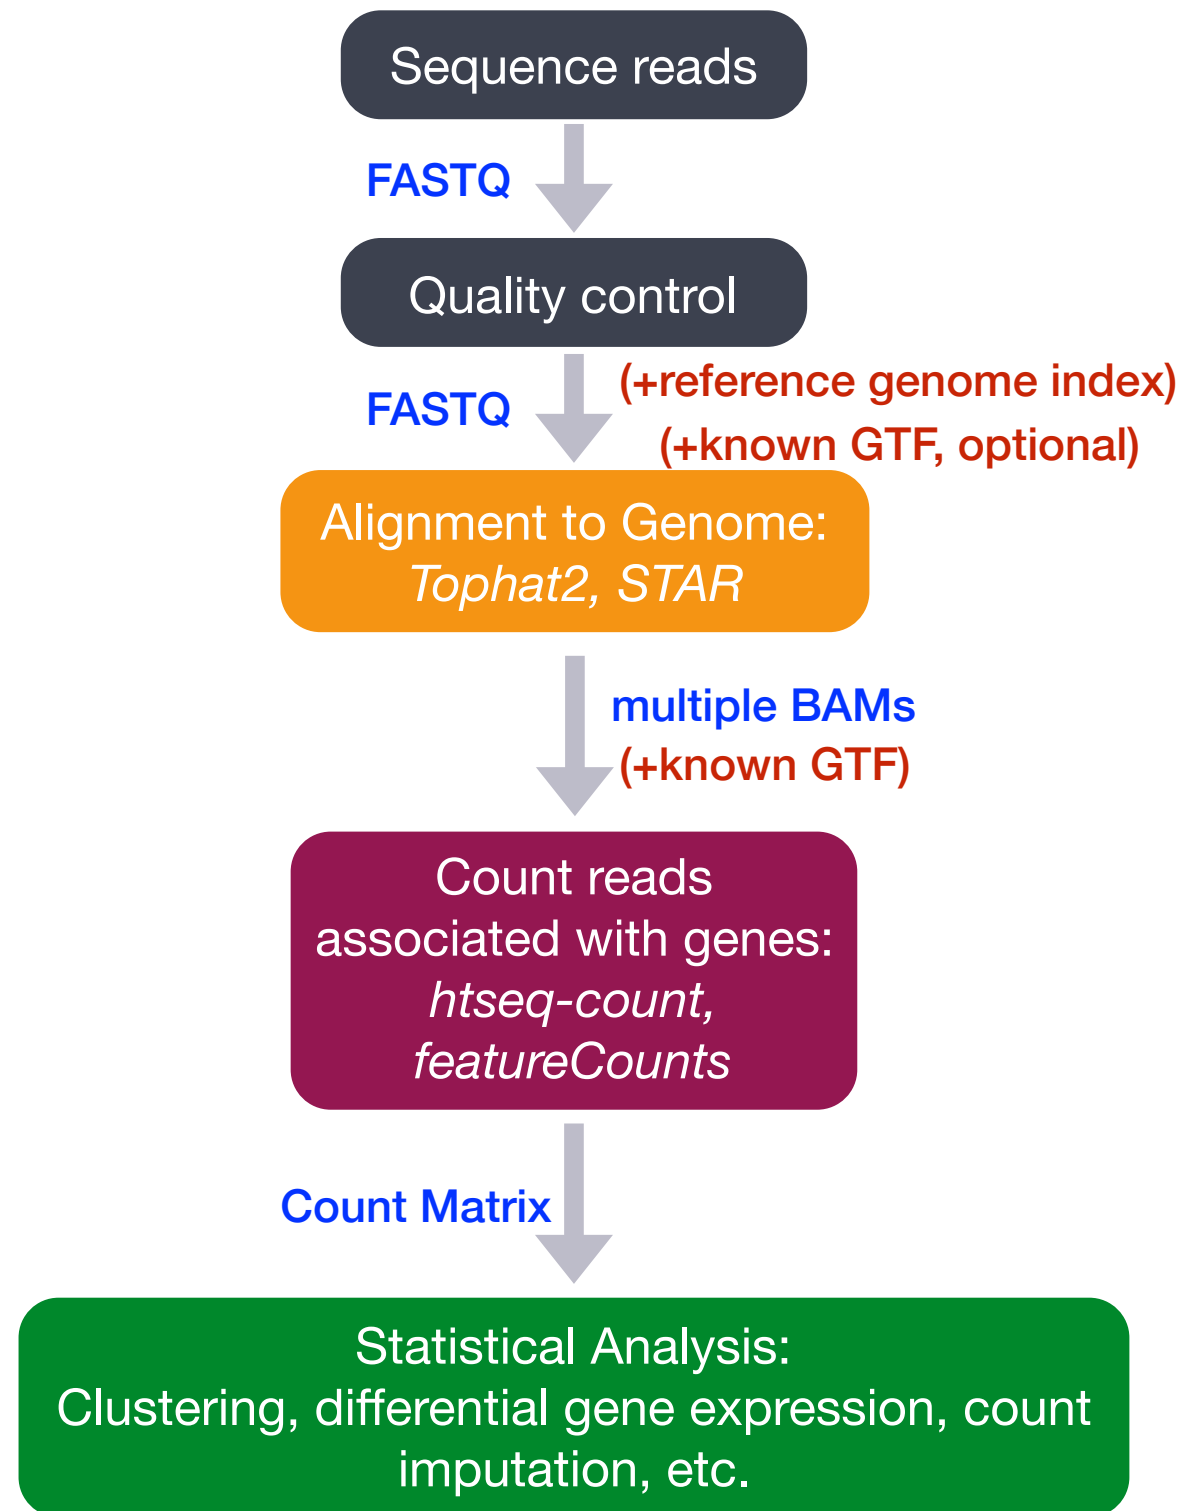 Sequence reads
FASTQ
Quality control
FASTQ
(+reference genome index)
(+known GTF, optional)
Alignment to Genome:
Tophat2, STAR
multiple BAMs
(+known GTF)
Count reads
associated with genes:
htseq-count,
featureCounts
Count Matrix
Statistical Analysis:
Clustering, differential gene expression, count
imputation, etc.